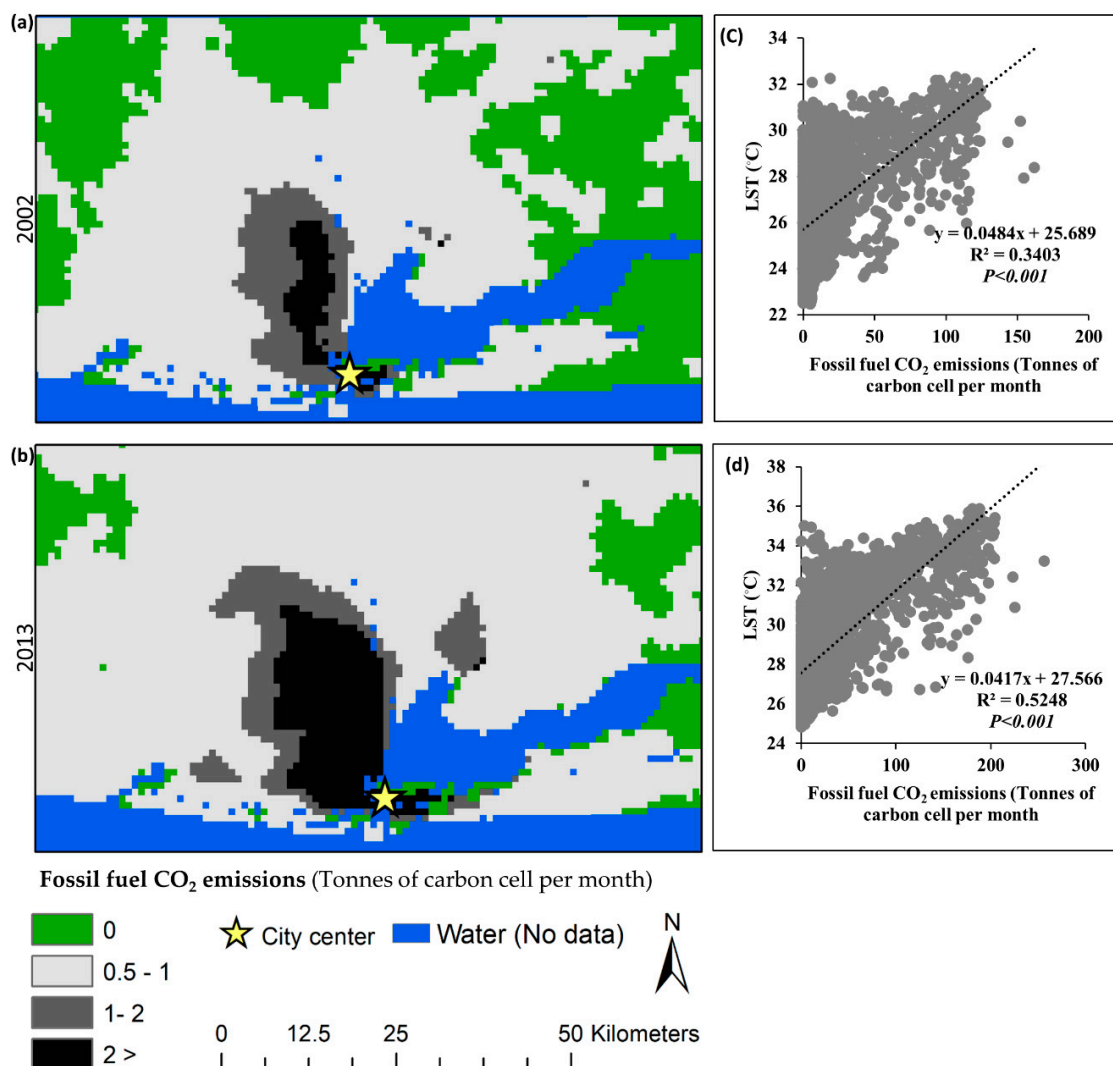 (a)
2002
(b)
2013
(C)
LST (°C)
34
32
30
28
26
24
22
y = 0.0484x + 25.689
R² = 0.3403
P<0.001
0 50 100 150 200
Fossil fuel CO₂ emissions (Tonnes of
carbon cell per month
(d)
LST (°C)
38
36
34
32
30
28
26
24
y = 0.0417x + 27.566
R² = 0.5248
P<0.001
0 100 200 300
Fossil fuel CO₂ emissions (Tonnes of
carbon cell per month
Fossil fuel CO₂ emissions (Tonnes of carbon cell per month)
0
0.5 - 1
1- 2
2 >
City center
Water (No data)
N
0 12.5 25 50 Kilometers